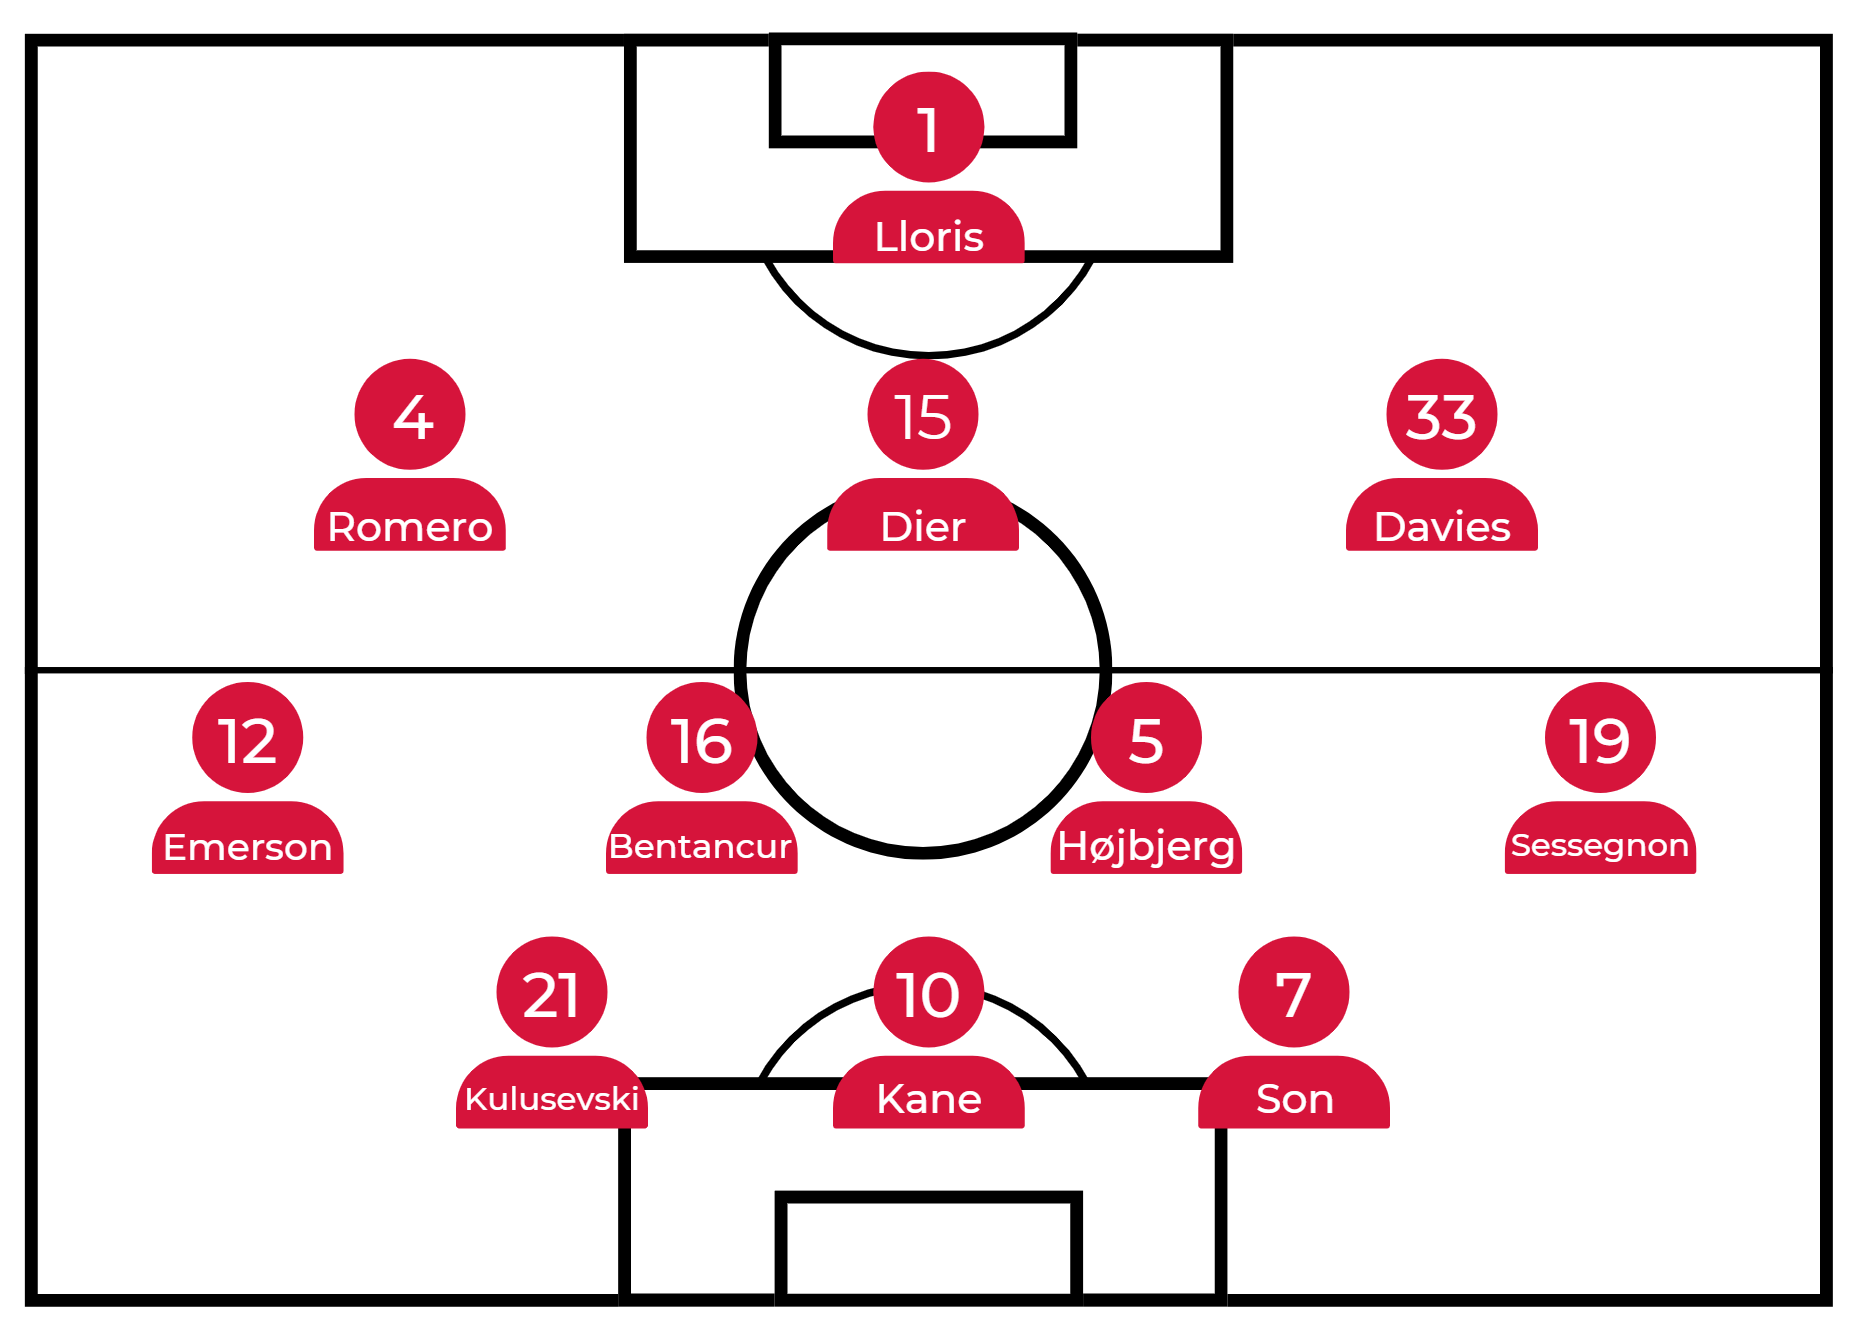 1
Lloris
4
Romero
15
Dier
33
Davies
12
Emerson
16
Bentancur
5
Højbjerg
19
Sessegnon
21
Kulusevski
10
Kane
7
Son